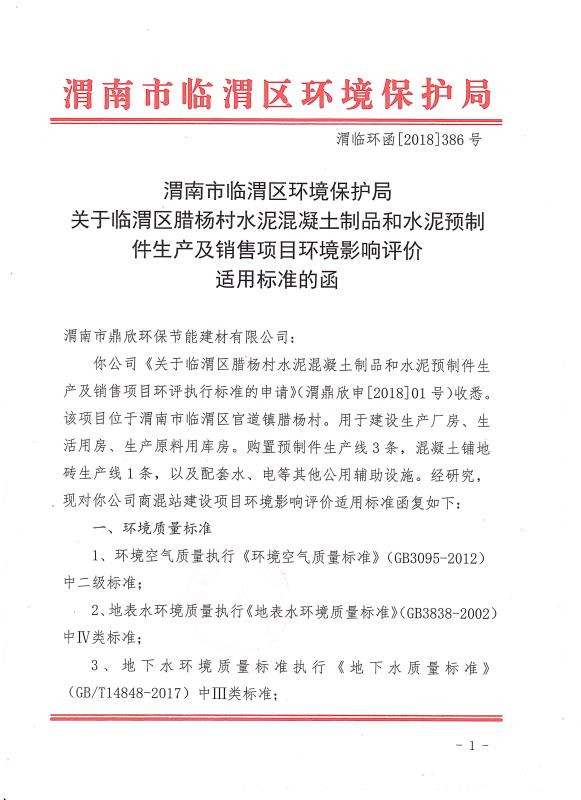 渭南市临渭区环境保护局
渭临环函[2018]386号
渭南市临渭区环境保护局
关于临渭区腊杨村水泥混凝土制品和水泥预制
件生产及销售项目环境影响评价
适用标准的函
渭南市鼎欣环保节能建材有限公司：
你公司《关于临渭区腊杨村水泥混凝土制品和水泥预制件生
产及销售项目环评执行标准的申请》（渭鼎欣申[2018]01号）收悉。
该项目位于渭南市临渭区官道镇腊杨村。用于建设生产厂房、生
活用房、生产原料用库房。购置预制件生产线3条，混凝土铺地
砖生产线1条，以及配套水、电等其他公用辅助设施。经研究，
现对你公司商混站建设项目环境影响评价适用标准函复如下：
一、环境质量标准
1、环境空气质量执行《环境空气质量标准》（GB3095-2012）
中二级标准；
2、地表水环境质量执行《地表水环境质量标准》（GB3838-2002）
中Ⅳ类标准；
3、地下水环境质量标准执行《地下水质量标准》
（GB/T14848-2017）中Ⅲ类标准；
- 1 -